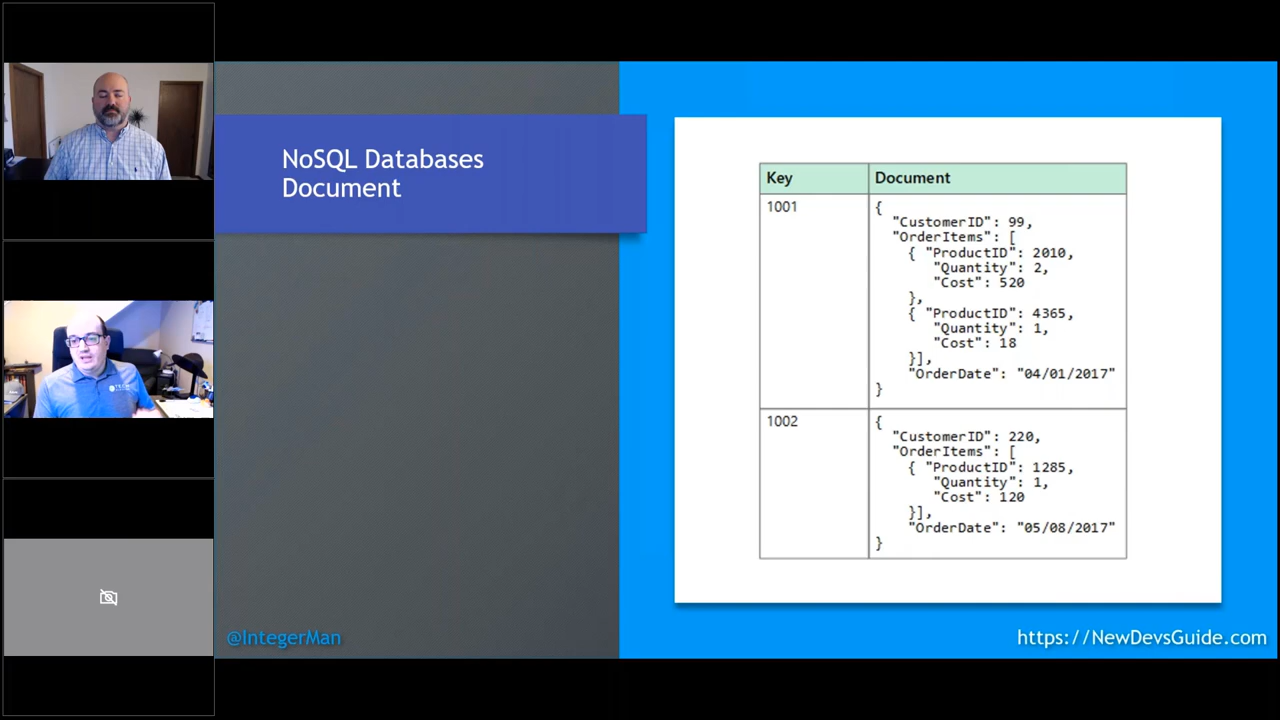 NoSQL Databases
Document
Key Document
1001 {
"CustomerID": 99,
"OrderItems": [
{ "ProductID": 2010,
"Quantity": 2,
"Cost": 520
},
{ "ProductID": 4365,
"Quantity": 1,
"Cost": 18
}],
"OrderDate": "04/01/2017"
}
1002 {
"CustomerID": 220,
"OrderItems": [
{ "ProductID": 1285,
"Quantity": 1,
"Cost": 120
}],
"OrderDate": "05/08/2017"
}
@IntegerMan
https://NewDevsGuide.com